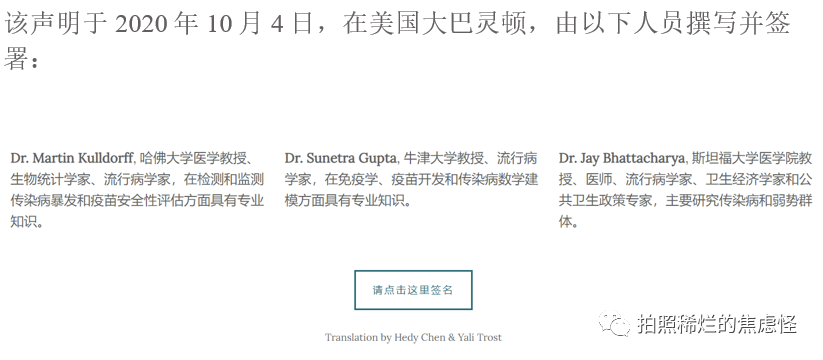 该声明于 2020 年 10 月 4 日，在美国大巴灵顿，由以下人员撰写并签
署：
Dr. Martin Kulldorff, 哈佛大学医学教授、
生物统计学家、流行病学家，在检测和监测
传染病暴发和疫苗安全性评估方面具有专业
知识。
Dr. Sunetra Gupta, 牛津大学教授、流行病
学家，在免疫学、疫苗开发和传染病数学建
模方面具有专业知识。
Dr. Jay Bhattacharya, 斯坦福大学医学院教
授、医师、流行病学家、卫生经济学家和公
共卫生政策专家，主要研究传染病和弱势群
体。
请点击这里签名
Translation by Hedy Chen & Yali Trost
拍照稀烂的焦虑怪